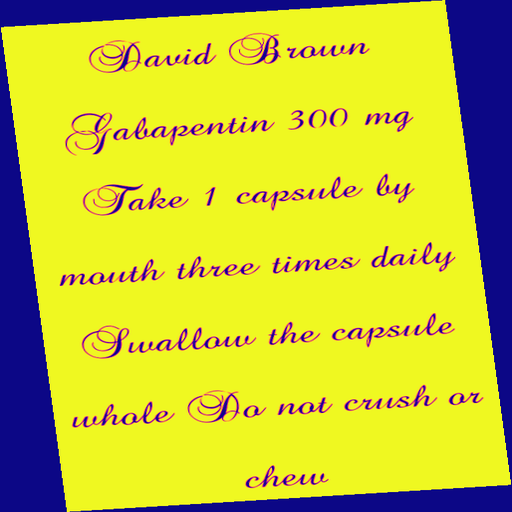 David Brown
Gabapentin 300 mg
Take 1 capsule by
mouth three times daily
Swallow the capsule
whole Do not crush or
chew